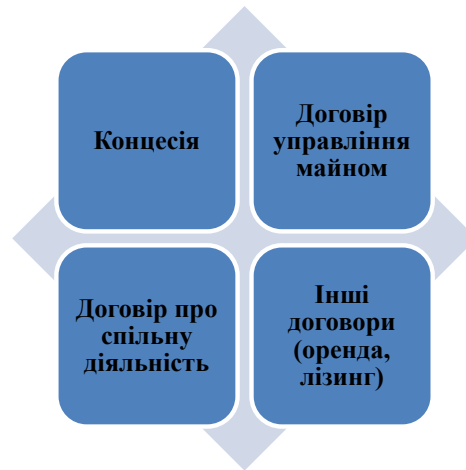 Концесія
Договір
управління
майном
Договір про
спільну
діяльність
Інші
договори
(оренда,
лізинг)